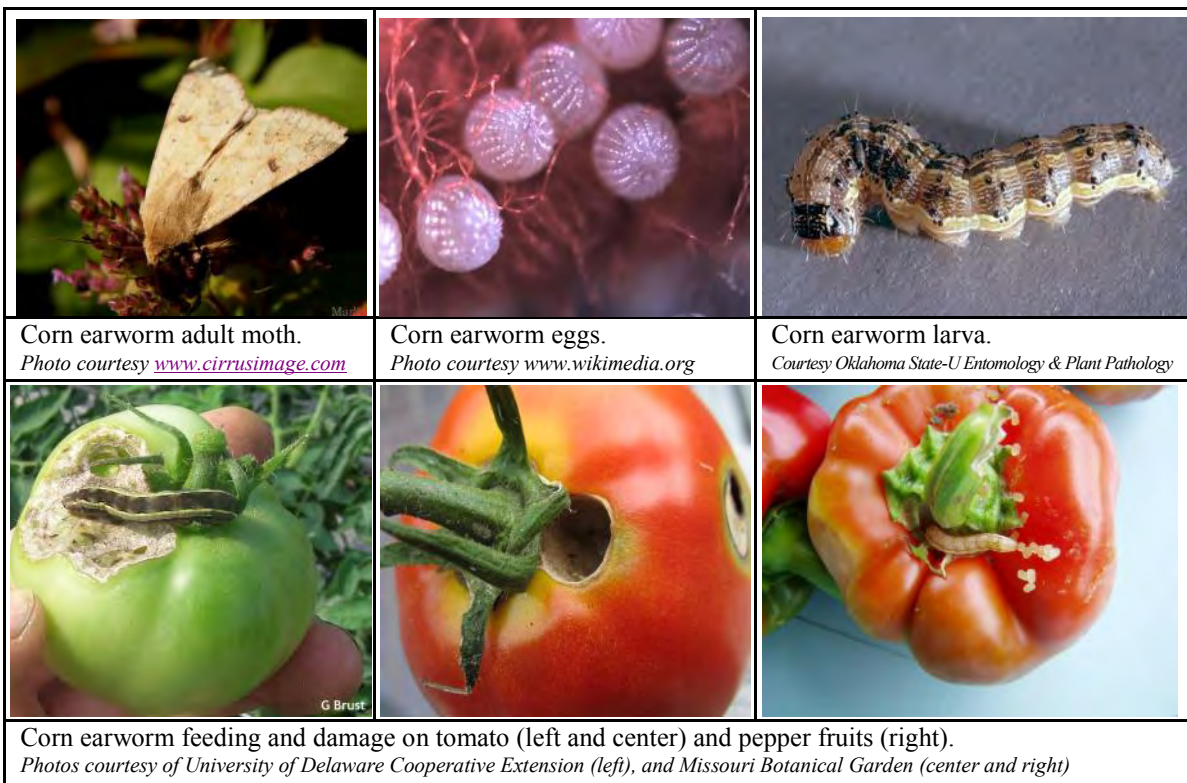 Mark
Corn earworm adult moth.
Photo courtesy www.cirrusimage.com
Corn earworm eggs.
Photo courtesy www.wikimedia.org
Corn earworm larva.
Courtesy Oklahoma State-U Entomology & Plant Pathology
G Brust
Corn earworm feeding and damage on tomato (left and center) and pepper fruits (right).
Photos courtesy of University of Delaware Cooperative Extension (left), and Missouri Botanical Garden (center and right)